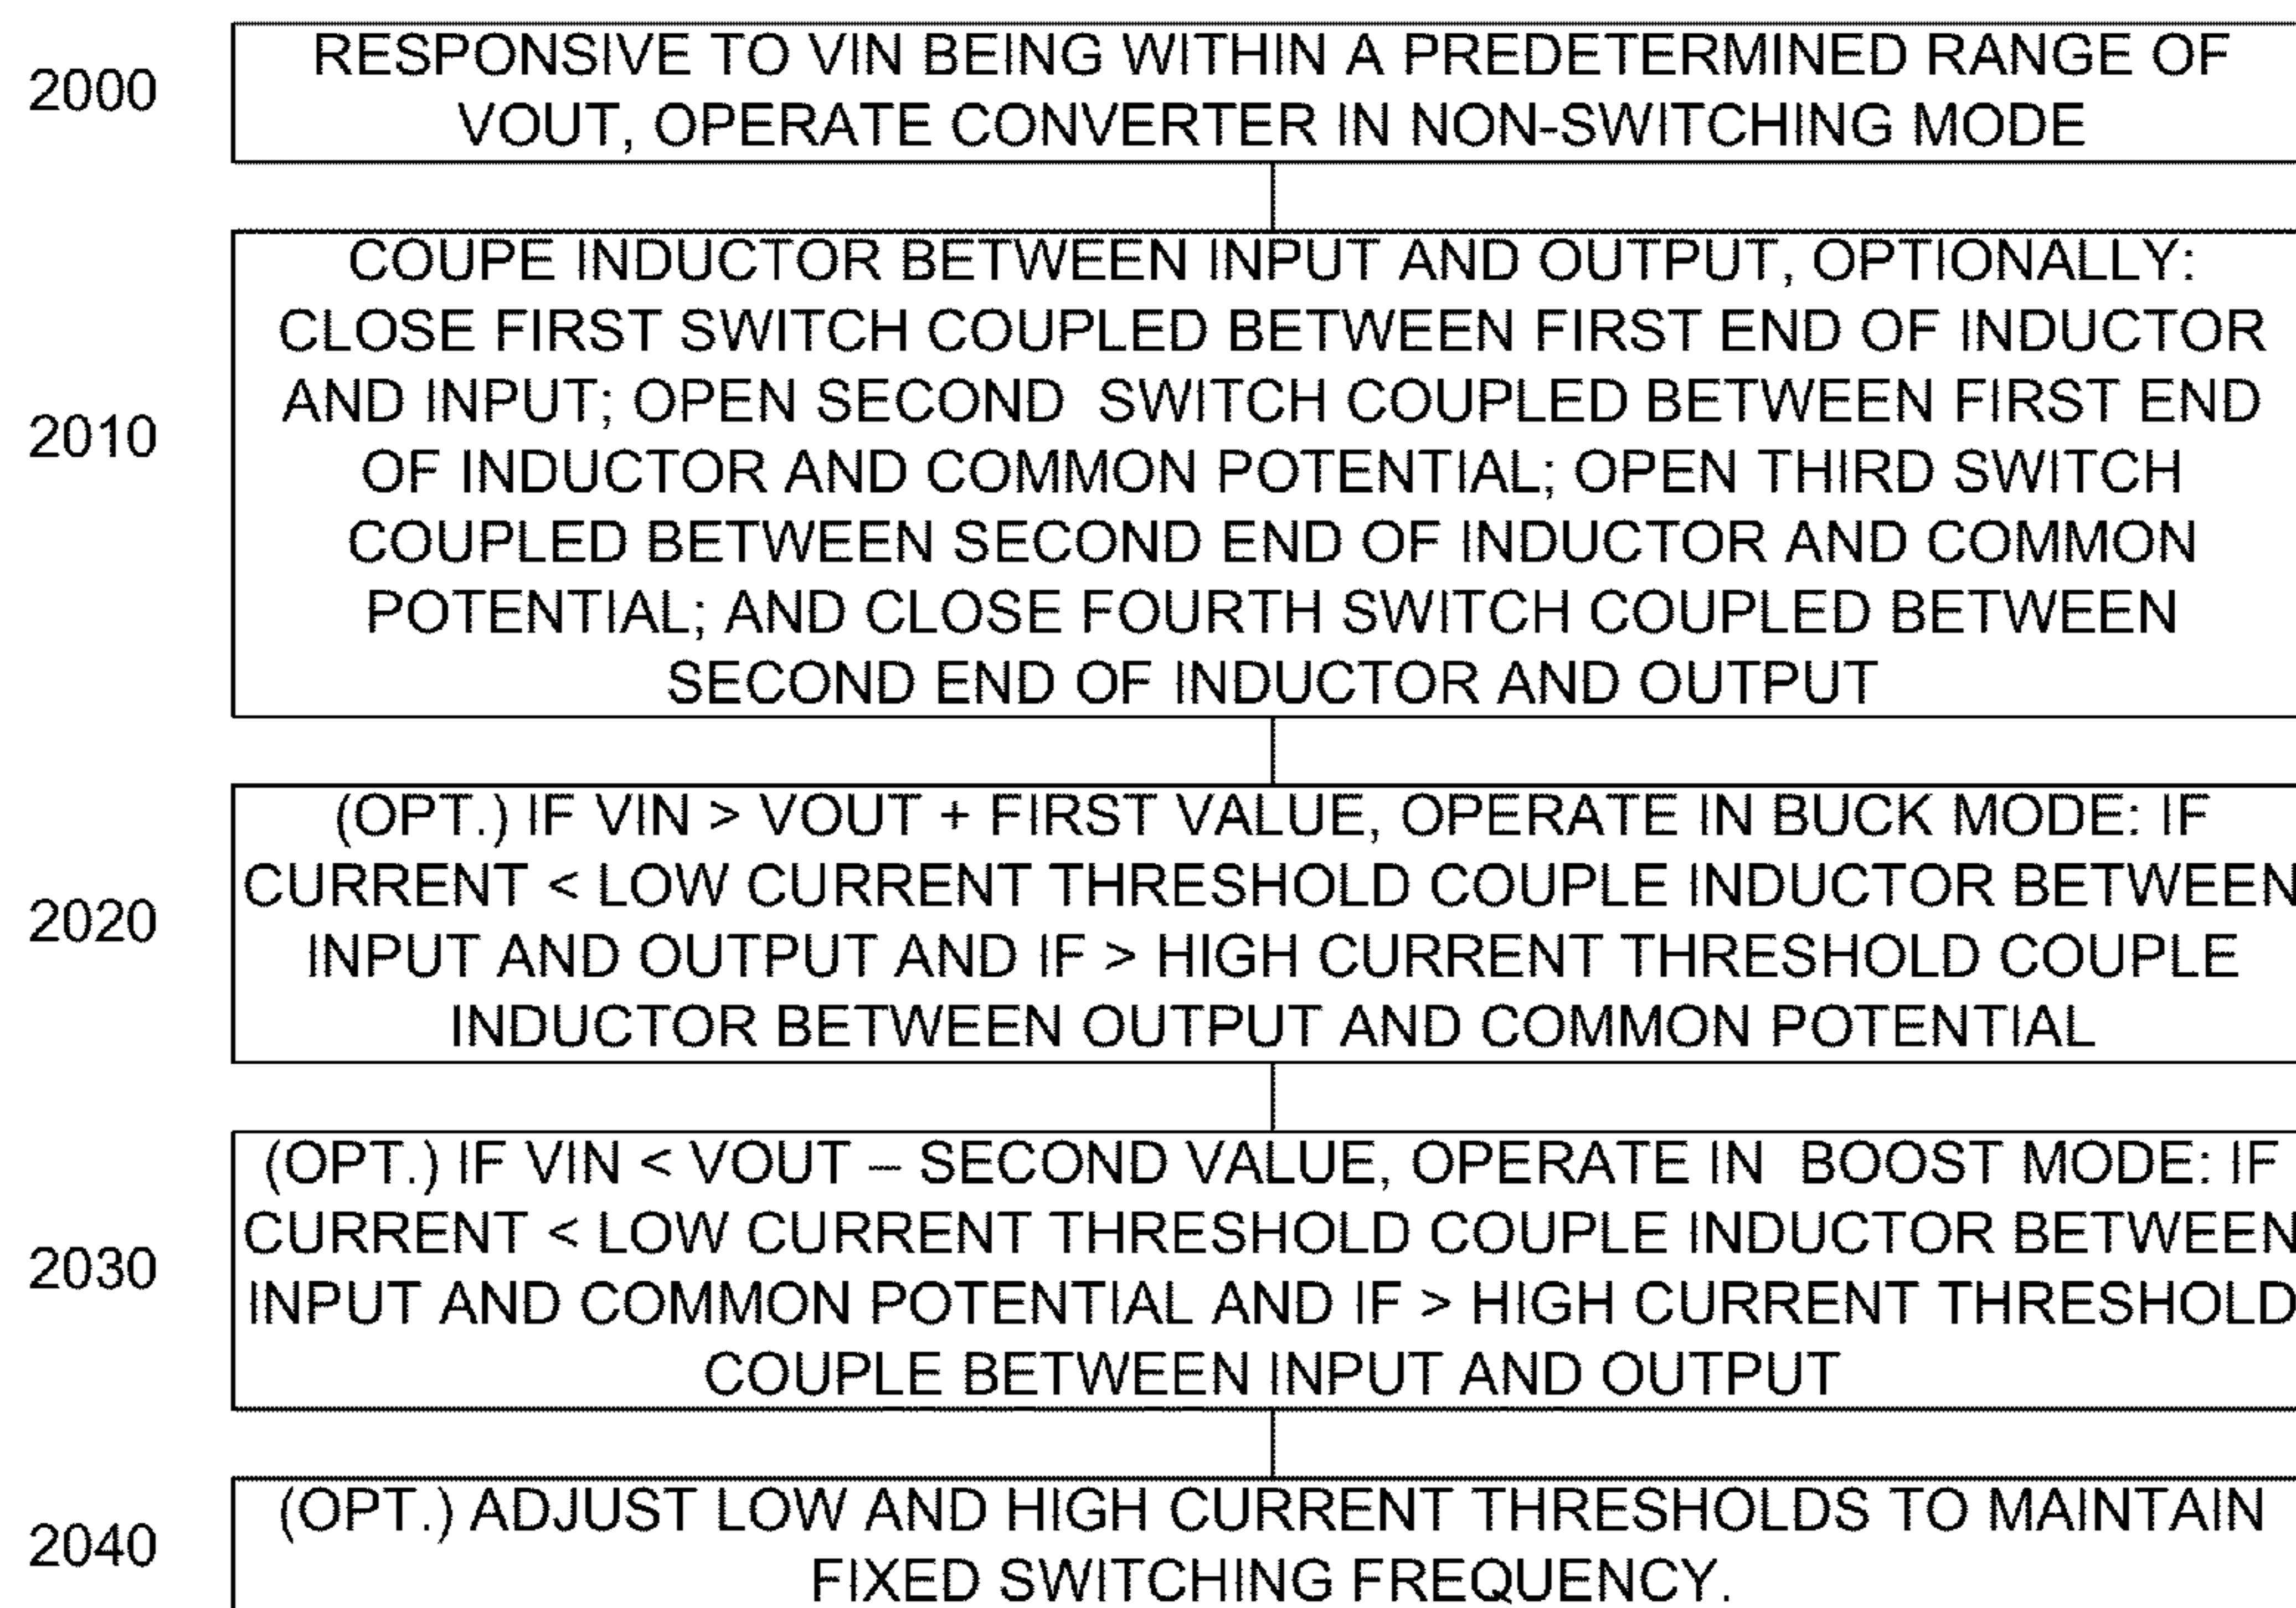 2000
RESPONSIVE TO VIN BEING WITHIN A PREDETERMINED RANGE OF
VOUT, OPERATE CONVERTER IN NON-SWITCHING MODE
2010
COUPE INDUCTOR BETWEEN INPUT AND OUTPUT, OPTIONALLY:
CLOSE FIRST SWITCH COUPLED BETWEEN FIRST END OF INDUCTOR
AND INPUT; OPEN SECOND SWITCH COUPLED BETWEEN FIRST END
OF INDUCTOR AND COMMON POTENTIAL; OPEN THIRD SWITCH
COUPLED BETWEEN SECOND END OF INDUCTOR AND COMMON
POTENTIAL; AND CLOSE FOURTH SWITCH COUPLED BETWEEN
SECOND END OF INDUCTOR AND OUTPUT
2020
(OPT.) IF VIN > VOUT + FIRST VALUE, OPERATE IN BUCK MODE: IF
CURRENT < LOW CURRENT THRESHOLD COUPLE INDUCTOR BETWEEN
INPUT AND OUTPUT AND IF > HIGH CURRENT THRESHOLD COUPLE
INDUCTOR BETWEEN OUTPUT AND COMMON POTENTIAL
2030
(OPT.) IF VIN < VOUT – SECOND VALUE, OPERATE IN BOOST MODE: IF
CURRENT < LOW CURRENT THRESHOLD COUPLE INDUCTOR BETWEEN
INPUT AND COMMON POTENTIAL AND IF > HIGH CURRENT THRESHOLD
COUPLE BETWEEN INPUT AND OUTPUT
2040
(OPT.) ADJUST LOW AND HIGH CURRENT THRESHOLDS TO MAINTAIN
FIXED SWITCHING FREQUENCY.